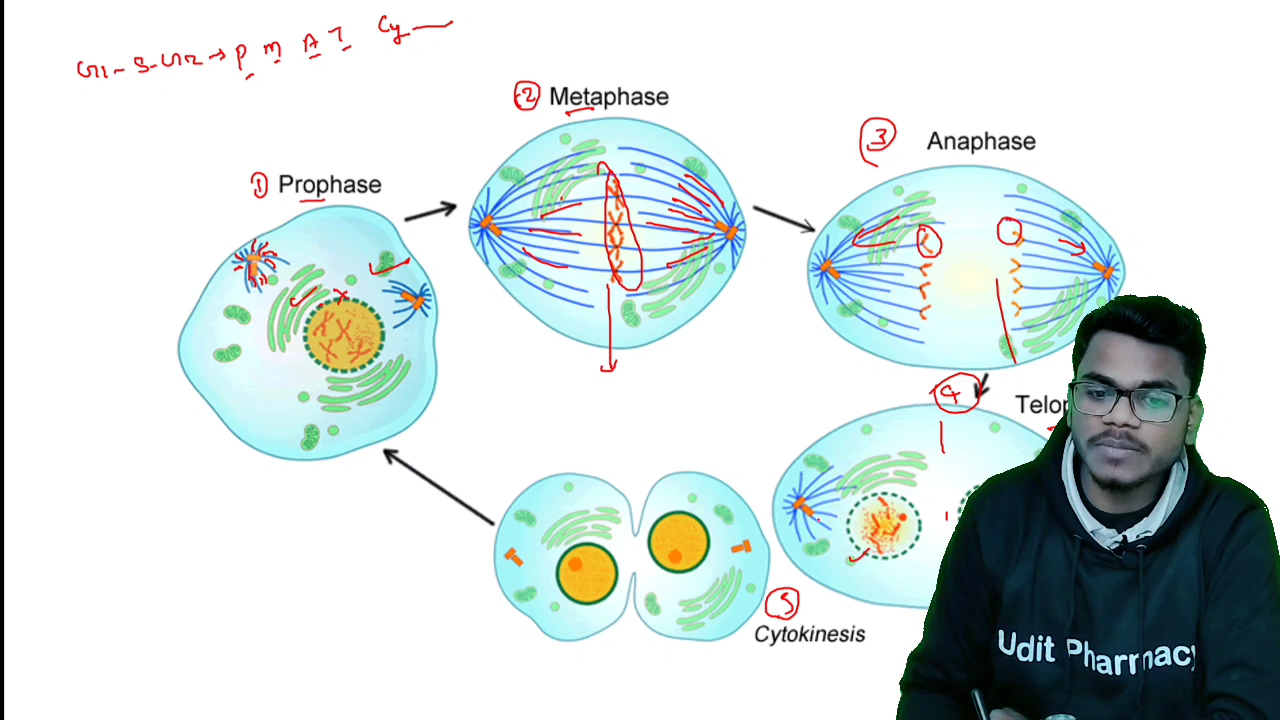 G1 - S - G2 → P M A T Cy
② Metaphase
③ Anaphase
① Prophase
④
Telo
⑤
Cytokinesis
Udit Pharmacy